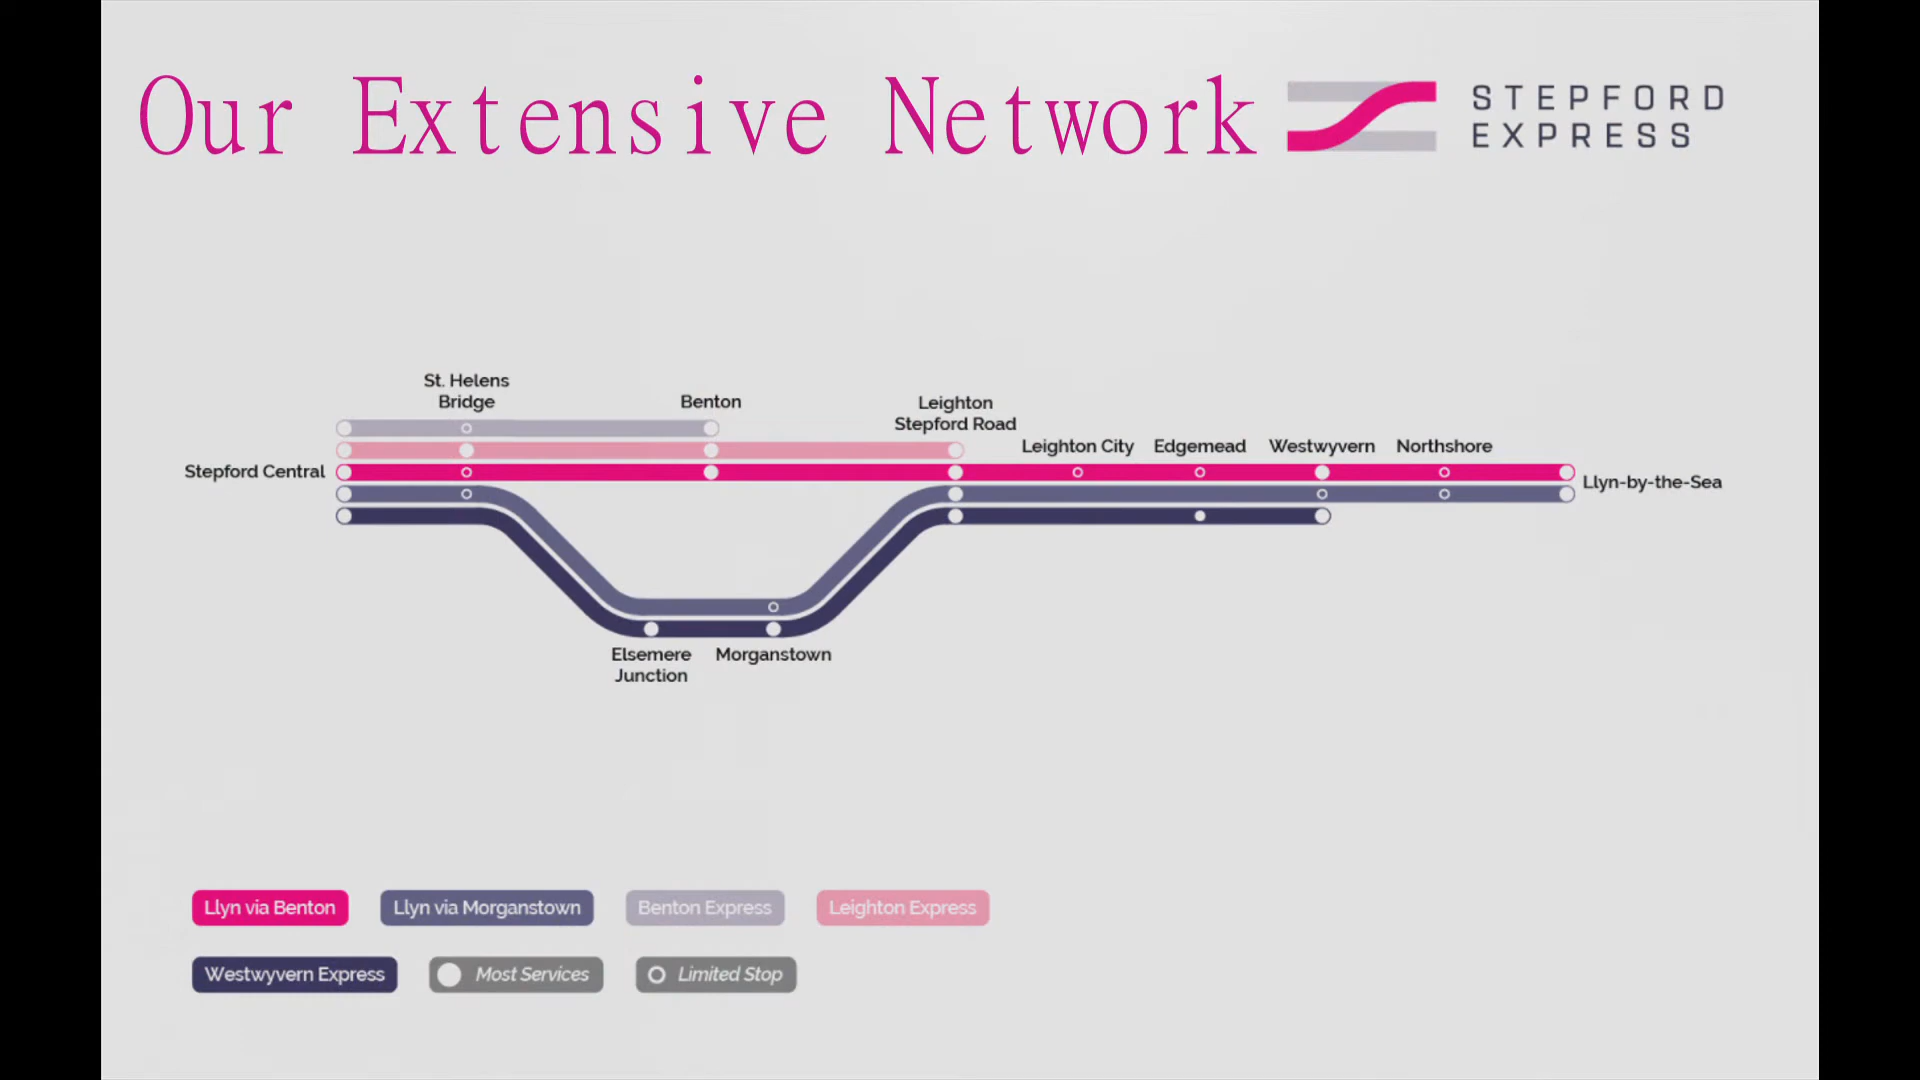 Our Extensive Network
STEPFORD
EXPRESS
St. Helens
Bridge
Benton
Leighton
Stepford Road
Leighton City
Edgemead
Westwyvern
Northshore
Stepford Central
Llyn-by-the-Sea
Elsemere
Junction
Morganstown
Llyn via Benton
Llyn via Morganstown
Benton Express
Leighton Express
Westwyvern Express
Most Services
Limited Stop